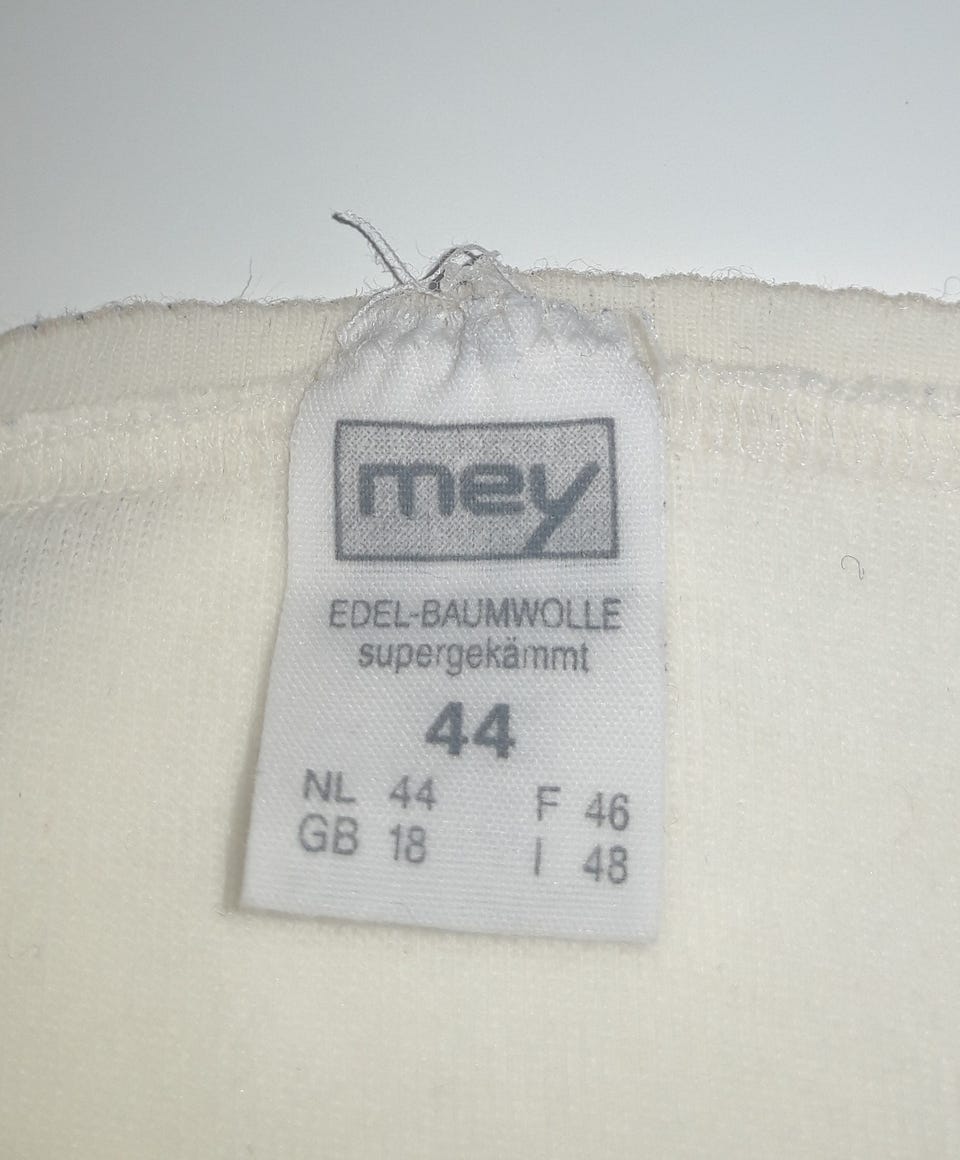 mey
EDEL-BAUMWOLLE
supergekämmt
44
NL 44 F 46
GB 18 I 48